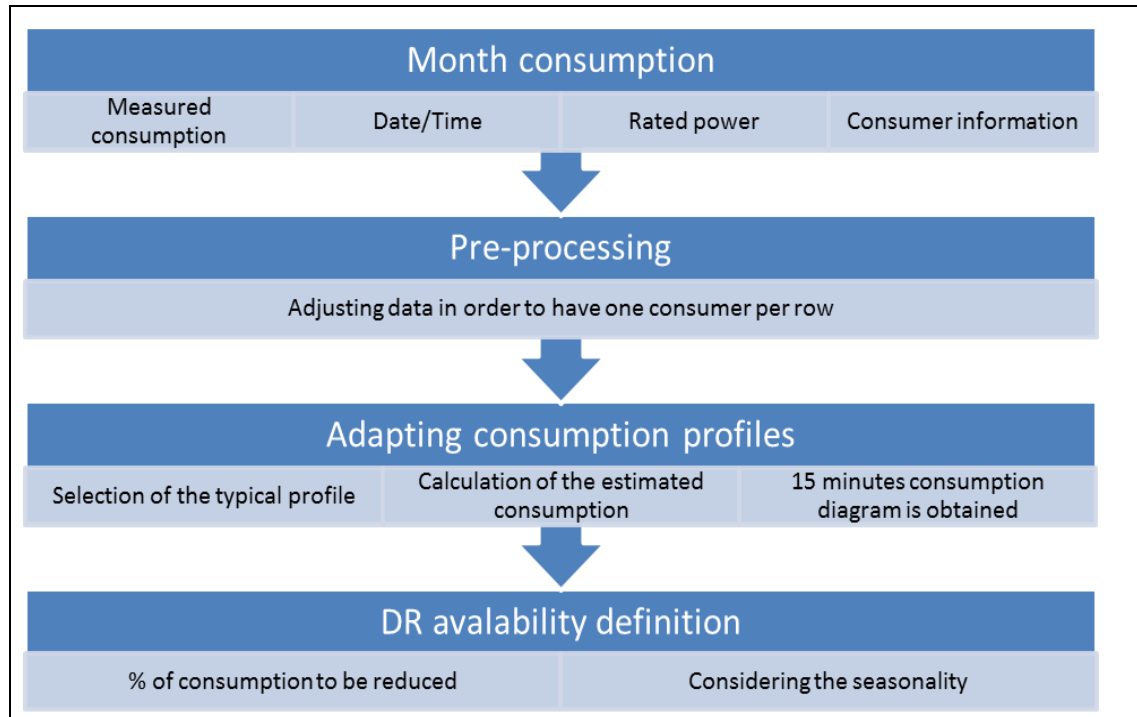 Month consumption
Measured
consumption
Date/Time
Rated power
Consumer information
Pre-processing
Adjusting data in order to have one consumer per row
Adapting consumption profiles
Selection of the typical profile
Calculation of the estimated
consumption
15 minutes consumption
diagram is obtained
DR avalability definition
% of consumption to be reduced
Considering the seasonality